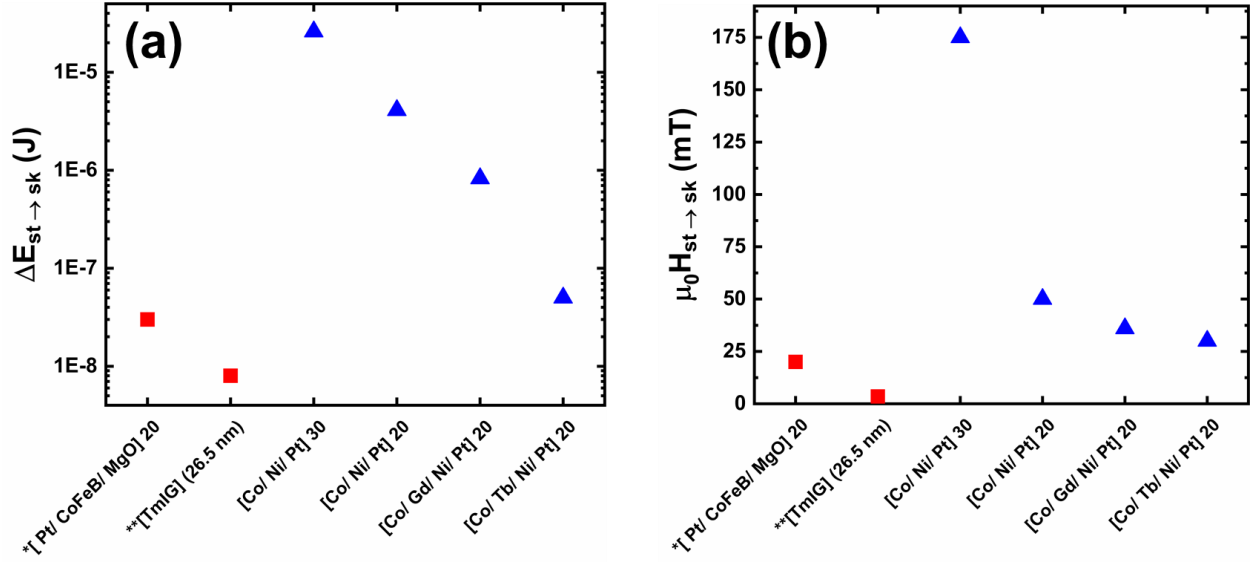 (a)
ΔE_st → sk (J)
1E-5
1E-6
1E-7
1E-8
*[ Pt/ CoFeB/ MgO] 20
**[TmIG] (26.5 nm)
[Co/ Ni/ Pt] 30
[Co/ Ni/ Pt] 20
[Co/ Gd/ Ni/ Pt] 20
[Co/ Tb/ Ni/ Pt] 20
(b)
μ₀H_st → sk (mT)
175
150
125
100
75
50
25
0
*[ Pt/ CoFeB/ MgO] 20
**[TmIG] (26.5 nm)
[Co/ Ni/ Pt] 30
[Co/ Ni/ Pt] 20
[Co/ Gd/ Ni/ Pt] 20
[Co/ Tb/ Ni/ Pt] 20